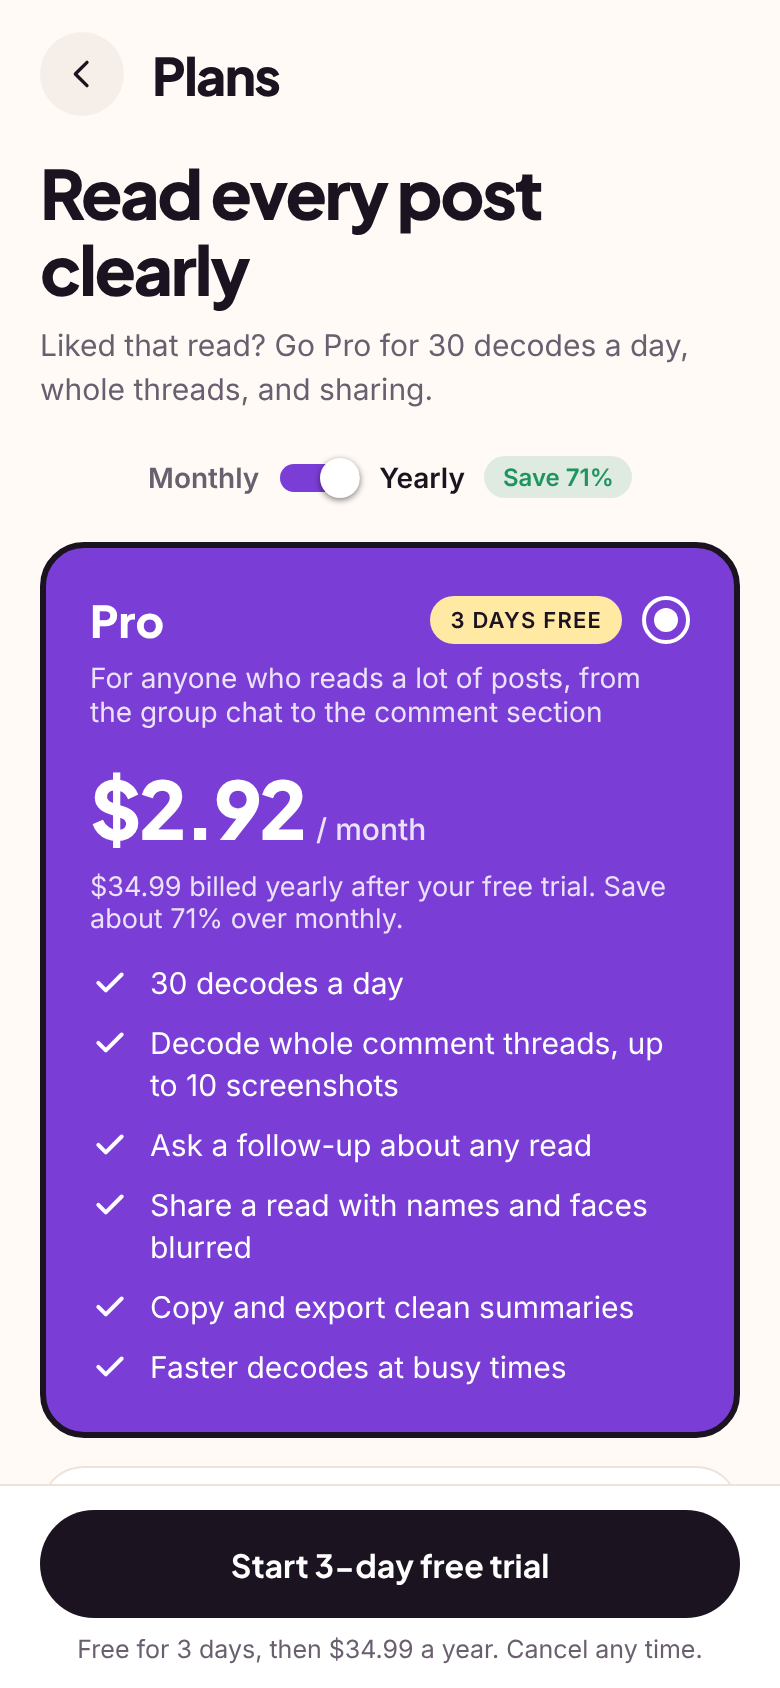 Plans
Read every post
clearly
Liked that read? Go Pro for 30 decodes a day,
whole threads, and sharing.
Monthly Yearly Save 71%
Pro 3 DAYS FREE
For anyone who reads a lot of posts, from
the group chat to the comment section
$2.92 / month
$34.99 billed yearly after your free trial. Save
about 71% over monthly.
30 decodes a day
Decode whole comment threads, up
to 10 screenshots
Ask a follow-up about any read
Share a read with names and faces
blurred
Copy and export clean summaries
Faster decodes at busy times
Start 3-day free trial
Free for 3 days, then $34.99 a year. Cancel any time.